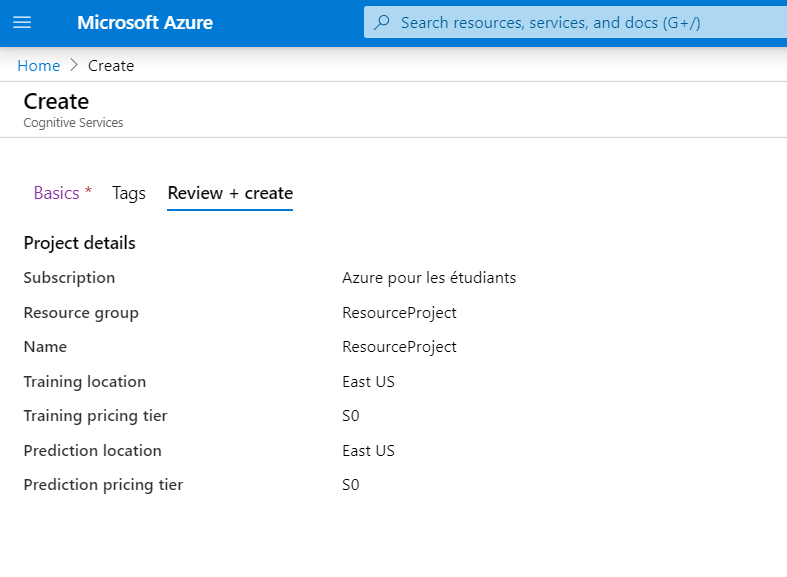 Microsoft Azure
Search resources, services, and docs (G+/)
Home > Create
Create
Cognitive Services
Basics * Tags Review + create
Project details
Subscription Azure pour les étudiants
Resource group ResourceProject
Name ResourceProject
Training location East US
Training pricing tier S0
Prediction location East US
Prediction pricing tier S0